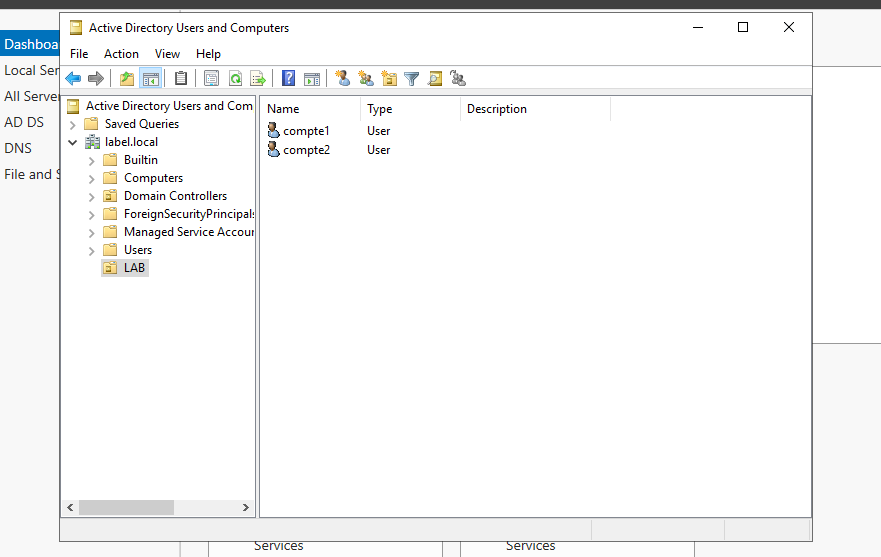 Active Directory Users and Computers
File Action View Help
Dashboa
Local Ser
All Server
AD DS
DNS
File and S
Active Directory Users and Com
Saved Queries
label.local
Builtin
Computers
Domain Controllers
ForeignSecurityPrincipals
Managed Service Accour
Users
LAB
Name Type Description
compte1 User
compte2 User
Services Services